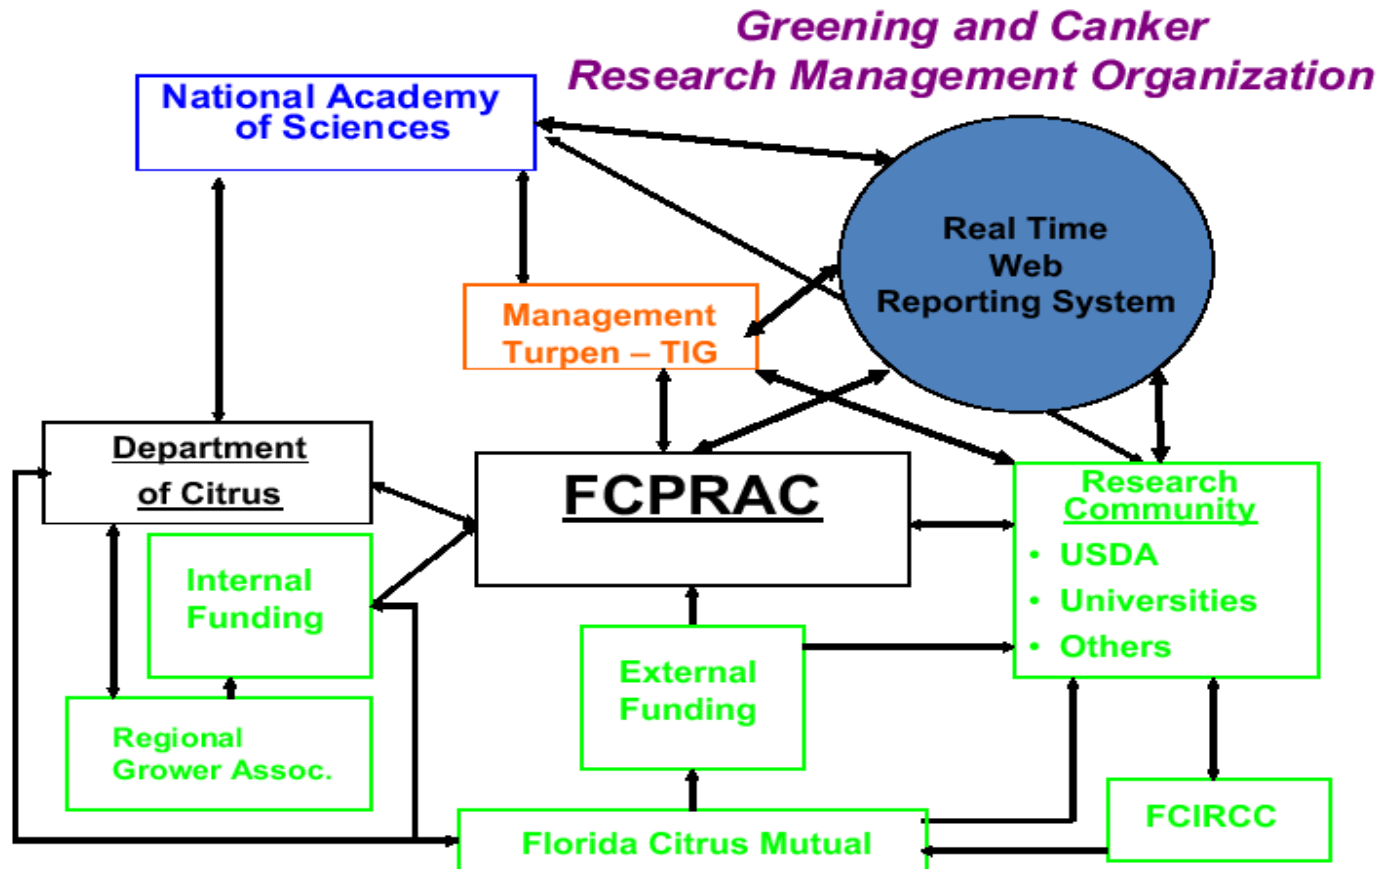 Greening and Canker
Research Management Organization
National Academy
of Sciences
Real Time
Web
Reporting System
Management
Turpen – TIG
Department
of Citrus
FCPRAC
Research
Community
• USDA
• Universities
• Others
Internal
Funding
External
Funding
Regional
Grower Assoc.
FCIRCC
Florida Citrus Mutual